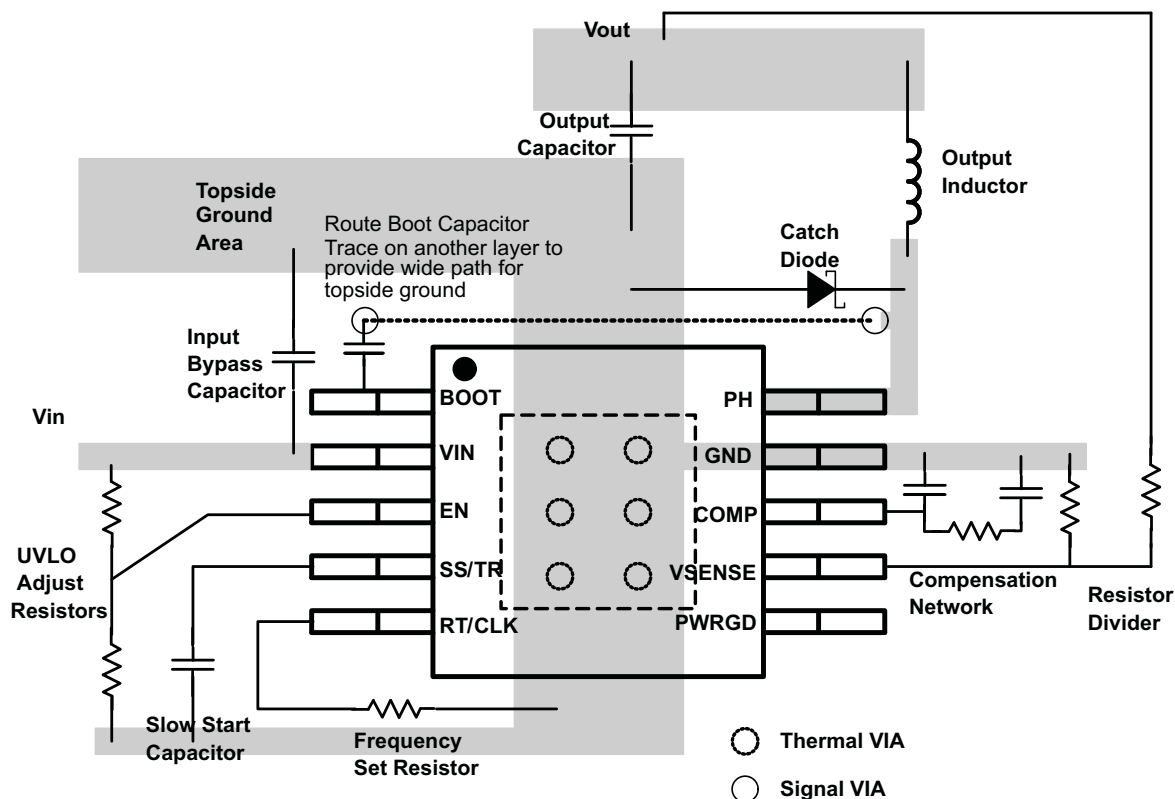 Vout
Output
Capacitor
Output
Inductor
Topside
Ground
Area
Route Boot Capacitor
Trace on another layer to
provide wide path for
topside ground
Catch
Diode
Input
Bypass
Capacitor
Vin
BOOT
VIN
EN
SS/TR
RT/CLK
PH
GND
COMP
VSENSE
PWRGD
UVLO
Adjust
Resistors
Compensation
Network
Resistor
Divider
Slow Start
Capacitor
Frequency
Set Resistor
Thermal VIA
Signal VIA